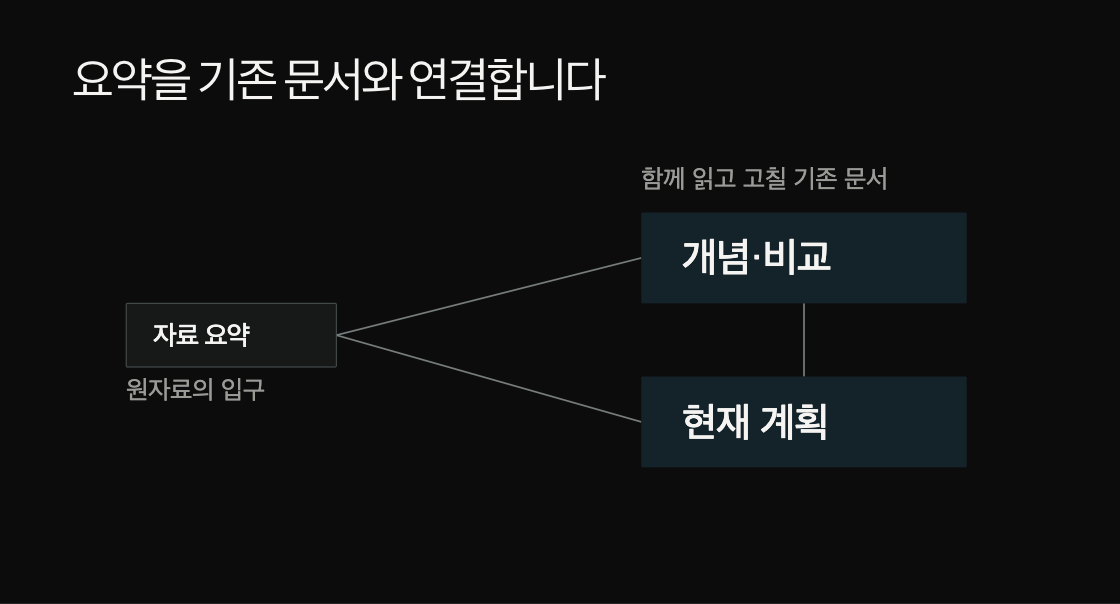 요약을 기존 문서와 연결합니다
함께 읽고 고칠 기존 문서
개념·비교
자료 요약
원자료의 입구
현재 계획